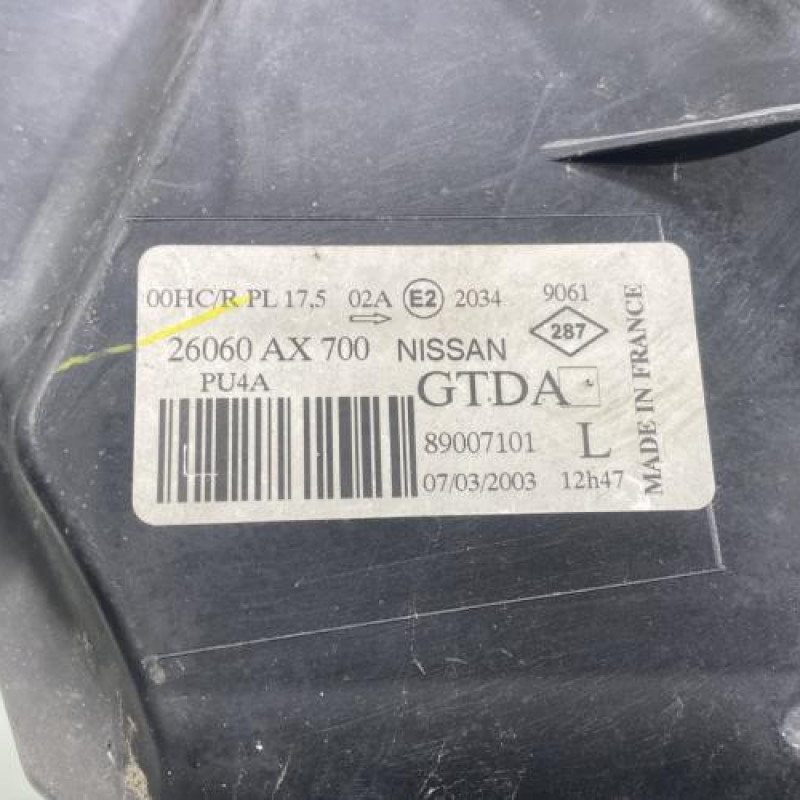 00HC/R PL 17,5 02A E2 2034 9061
26060 AX 700 NISSAN 287
PU4A GTDA
89007101 L
07/03/2003 12h47
MADE IN FRANCE